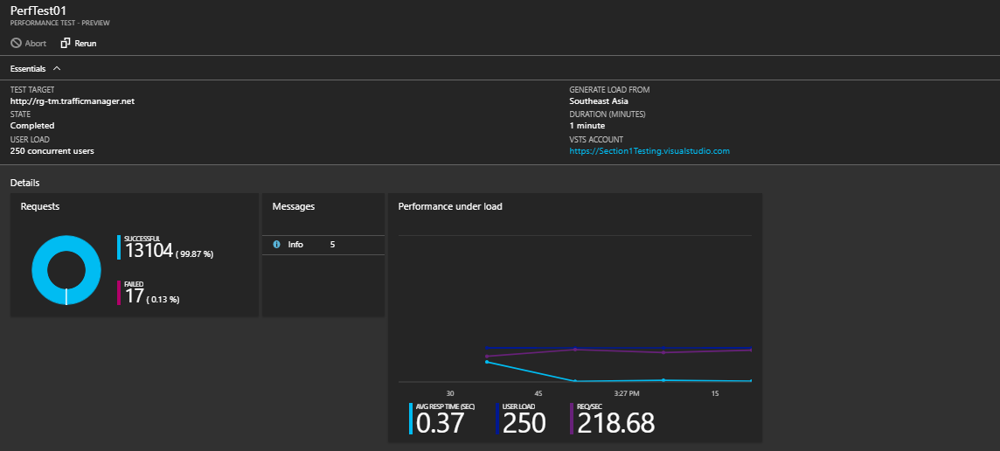 PerfTest01
PERFORMANCE TEST - PREVIEW
Abort Rerun
Essentials
TEST TARGET
http://rg-tm.trafficmanager.net
STATE
Completed
USER LOAD
250 concurrent users
GENERATE LOAD FROM
Southeast Asia
DURATION (MINUTES)
1 minute
VSTS ACCOUNT
https://Section1Testing.visualstudio.com
Details
Requests
SUCCESSFUL
13104 ( 99.87 %)
FAILED
17 ( 0.13 %)
Messages
Info 5
Performance under load
30 45 3:27 PM 15
AVG RESP TIME (SEC)
0.37
USER LOAD
250
REQ/SEC
218.68